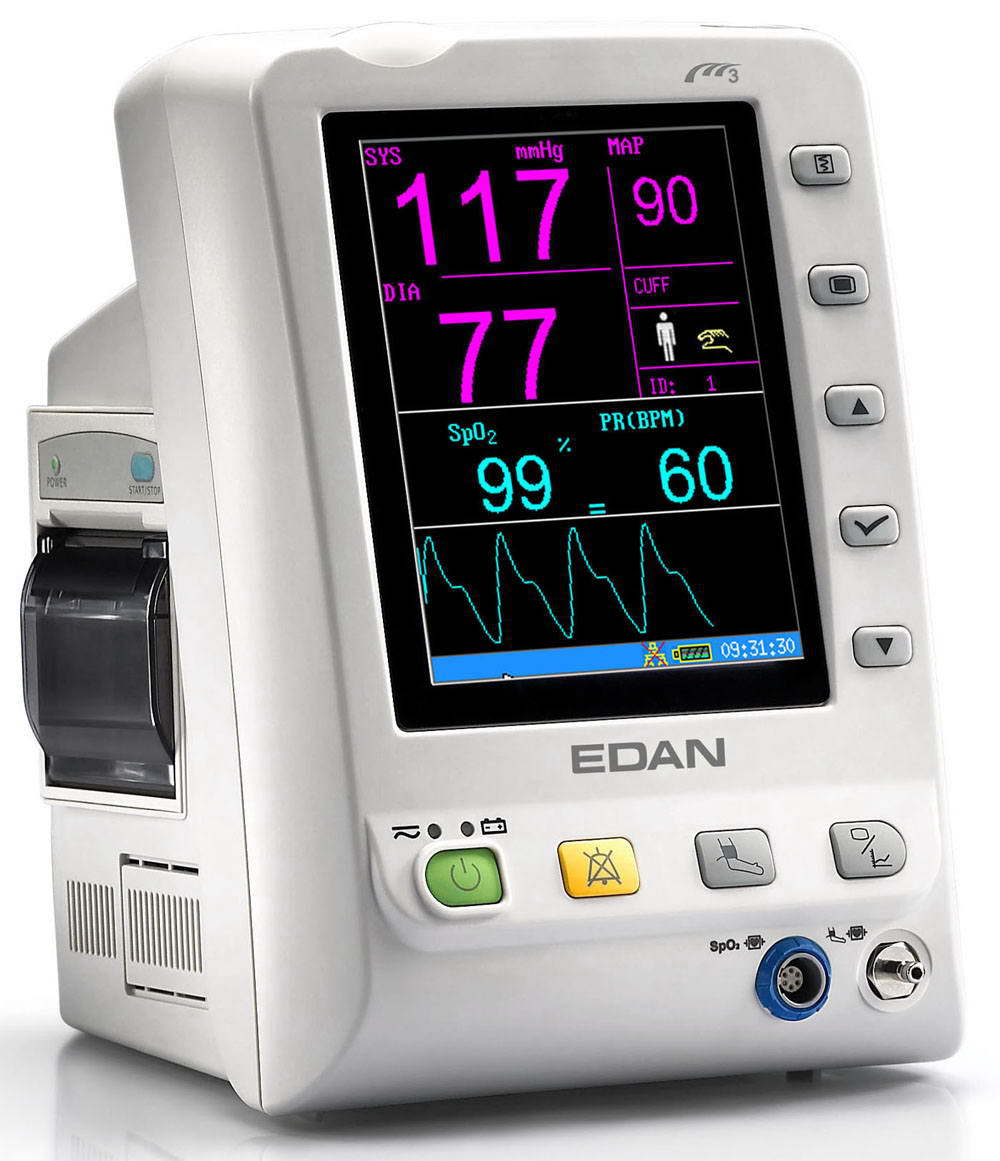 3
SYS mmHg MAP
117 90
DIA CUFF
77
ID: 1
SpO₂ % PR(BPM)
99 = 60
09:31:30
POWER
START/STOP
EDAN
SpO₂